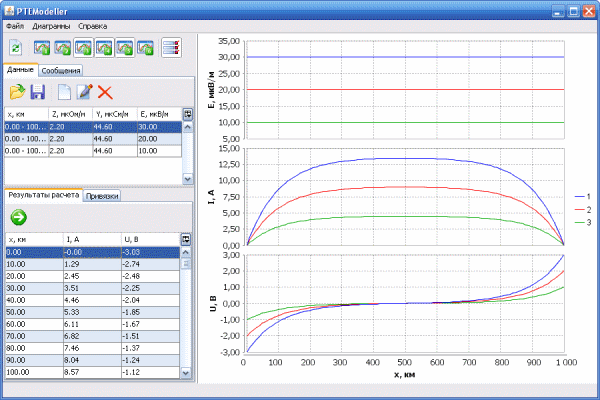 PTEModeller
Файл Диаграммы Справка
Данные Сообщения
x, км Z, мкОм/м Y, мкСм/м E, мкВ/м
0.00 - 100... 2.20 44.60 30.00
0.00 - 100... 2.20 44.60 20.00
0.00 - 100... 2.20 44.60 10.00
Результаты расчета Привязки
x, км I, А U, В
0.00 -0.00 -3.03
10.00 1.29 -2.74
20.00 2.45 -2.48
30.00 3.51 -2.25
40.00 4.46 -2.04
50.00 5.33 -1.85
60.00 6.11 -1.67
70.00 6.82 -1.51
80.00 7.46 -1.37
90.00 8.04 -1.24
100.00 8.57 -1.12
E, мкВ/м
35,00
30,00
25,00
20,00
15,00
10,00
5,00
I, А
15,00
12,50
10,00
7,50
5,00
2,50
0,00
U, В
3,00
2,00
1,00
0,00
-1,00
-2,00
-3,00
0 100 200 300 400 500 600 700 800 900 1 000
x, км
1
2
3